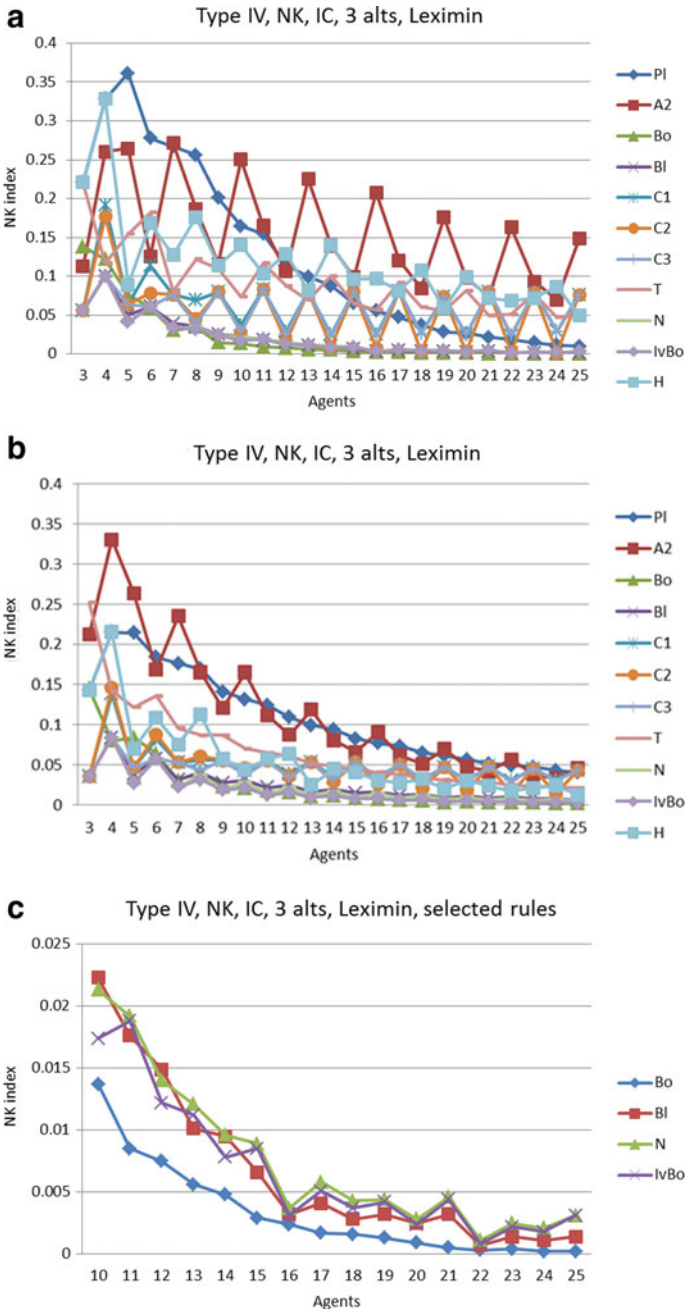 a
Type IV, NK, IC, 3 alts, Leximin
0.4
0.35
0.3
0.25
0.2
0.15
0.1
0.05
0
NK index
3 4 5 6 7 8 9 10 11 12 13 14 15 16 17 18 19 20 21 22 23 24 25
Agents
Pl
A2
Bo
Bl
C1
C2
C3
T
N
IvBo
H
b
Type IV, NK, IC, 3 alts, Leximin
0.4
0.35
0.3
0.25
0.2
0.15
0.1
0.05
0
NK index
3 4 5 6 7 8 9 10 11 12 13 14 15 16 17 18 19 20 21 22 23 24 25
Agents
Pl
A2
Bo
Bl
C1
C2
C3
T
N
IvBo
H
c
Type IV, NK, IC, 3 alts, Leximin, selected rules
0.025
0.02
0.015
0.01
0.005
0
NK index
10 11 12 13 14 15 16 17 18 19 20 21 22 23 24 25
Agents
Bo
Bl
N
IvBo